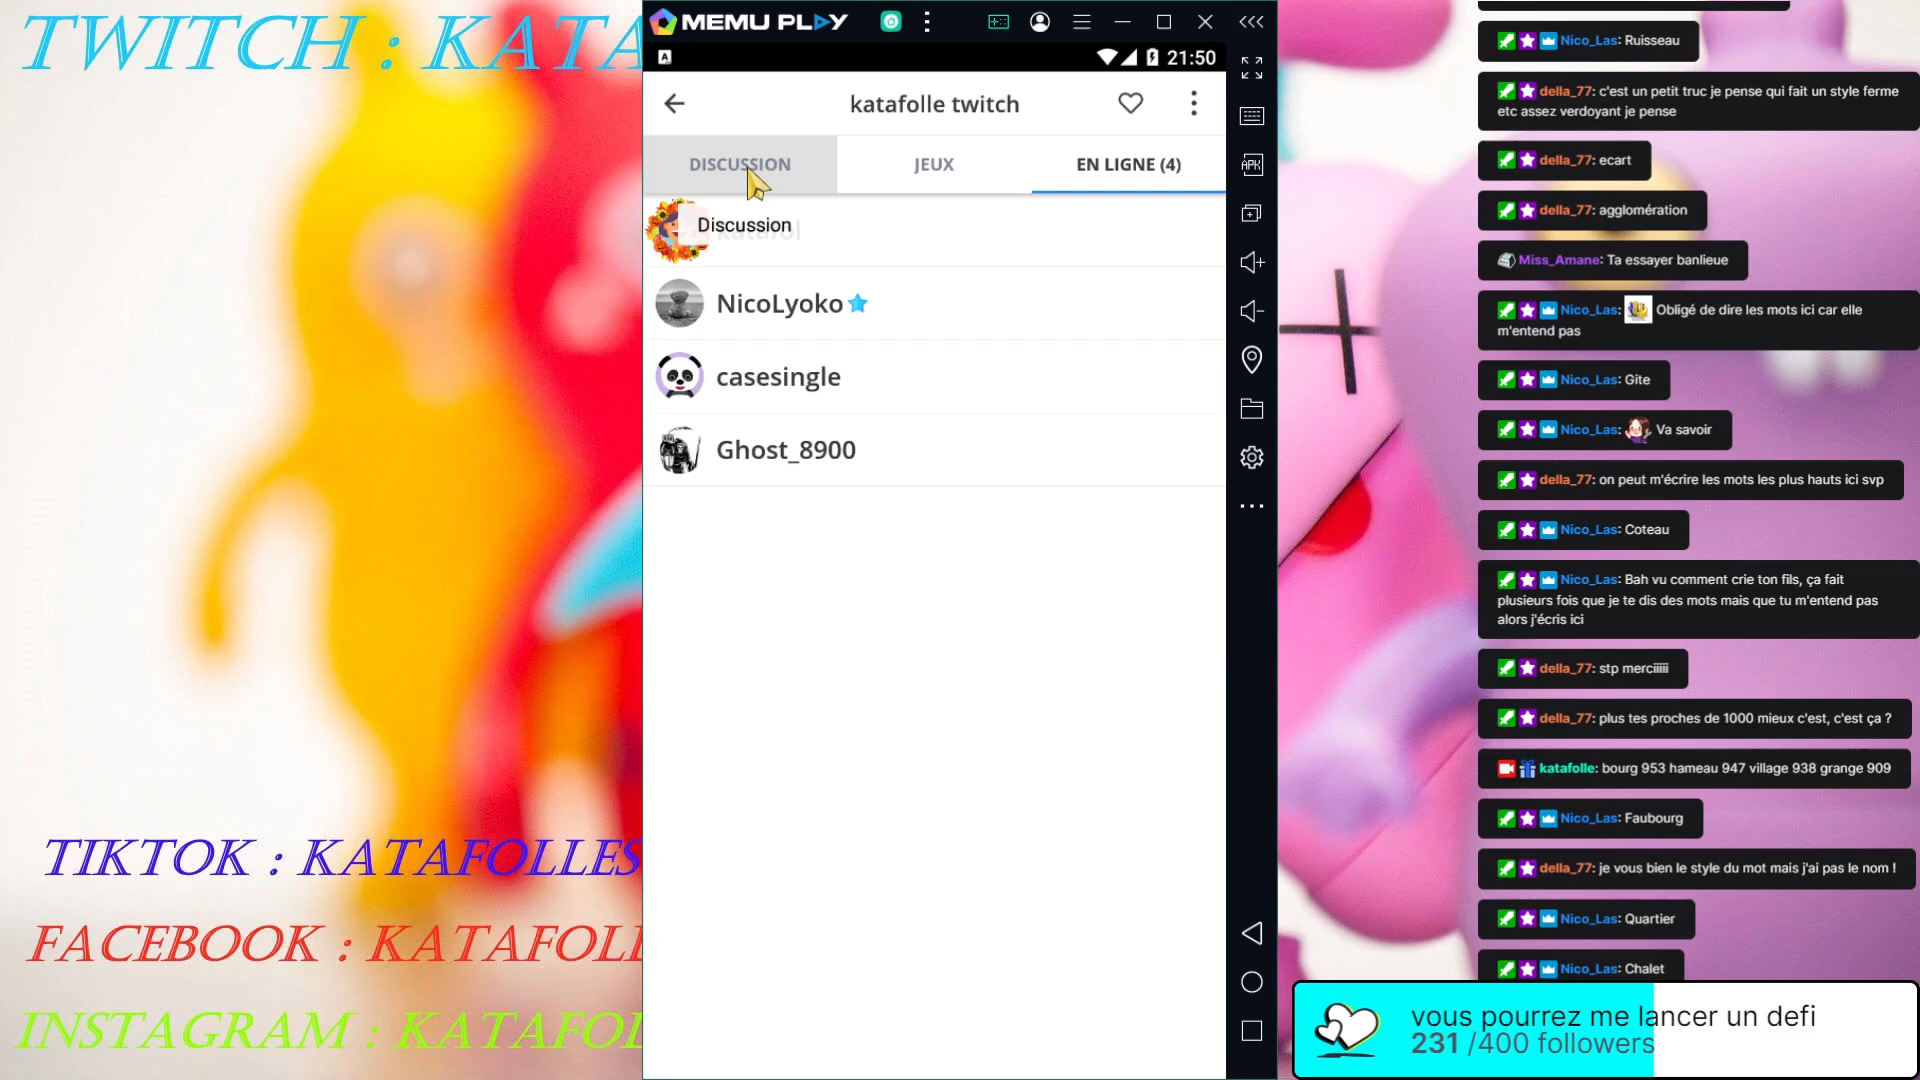 TWITCH : KATA
TIKTOK : KATAFOLLES
FACEBOOK : KATAFOLL
INSTAGRAM : KATAFOL
MEMU PLAY
A
21:50
katafolle twitch
DISCUSSION
JEUX
EN LIGNE (4)
Discussion
katafol
NicoLyoko
casesingle
Ghost_8900
APK
Nico_Las: Ruisseau
della_77: c'est un petit truc je pense qui fait un style ferme
etc assez verdoyant je pense
della_77: ecart
della_77: agglomération
Miss_Amane: Ta essayer banlieue
Nico_Las: Obligé de dire les mots ici car elle
m'entend pas
Nico_Las: Gite
Nico_Las: Va savoir
della_77: on peut m'écrire les mots les plus hauts ici svp
Nico_Las: Coteau
Nico_Las: Bah vu comment crie ton fils, ça fait
plusieurs fois que je te dis des mots mais que tu m'entend pas
alors j'écris ici
della_77: stp merciiiii
della_77: plus tes proches de 1000 mieux c'est, c'est ça ?
katafolle: bourg 953 hameau 947 village 938 grange 909
Nico_Las: Faubourg
della_77: je vous bien le style du mot mais j'ai pas le nom !
Nico_Las: Quartier
Nico_Las: Chalet
vous pourrez me lancer un defi
231 /400 followers